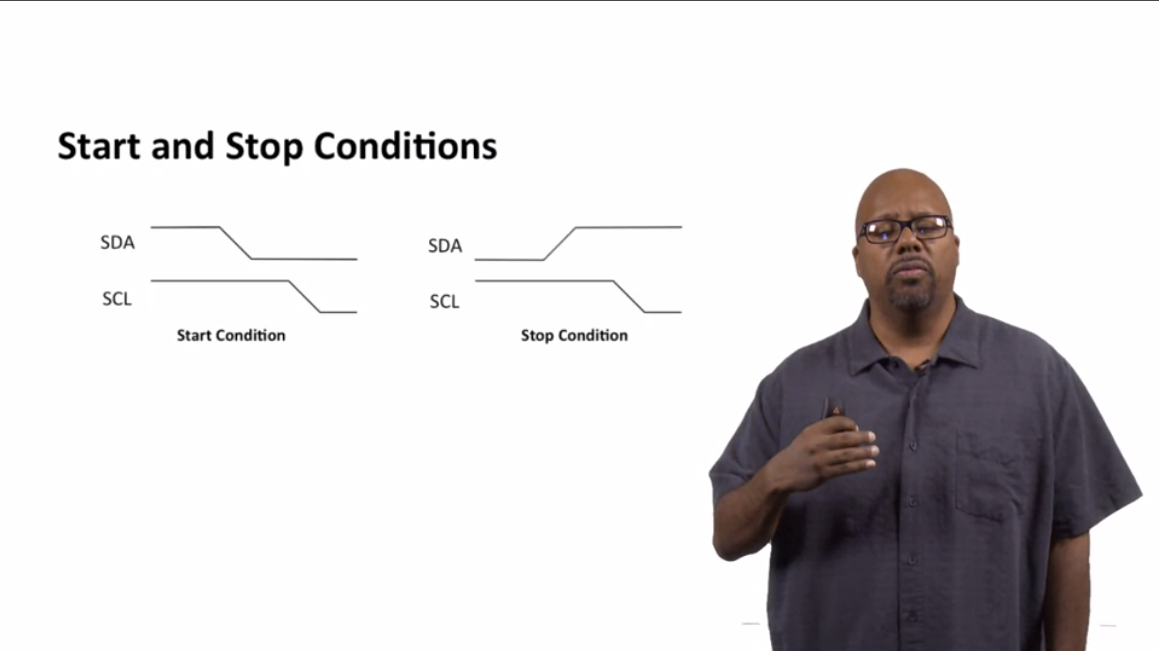 Start and Stop Conditions
SDA
SDA
SCL
SCL
Start Condition
Stop Condition